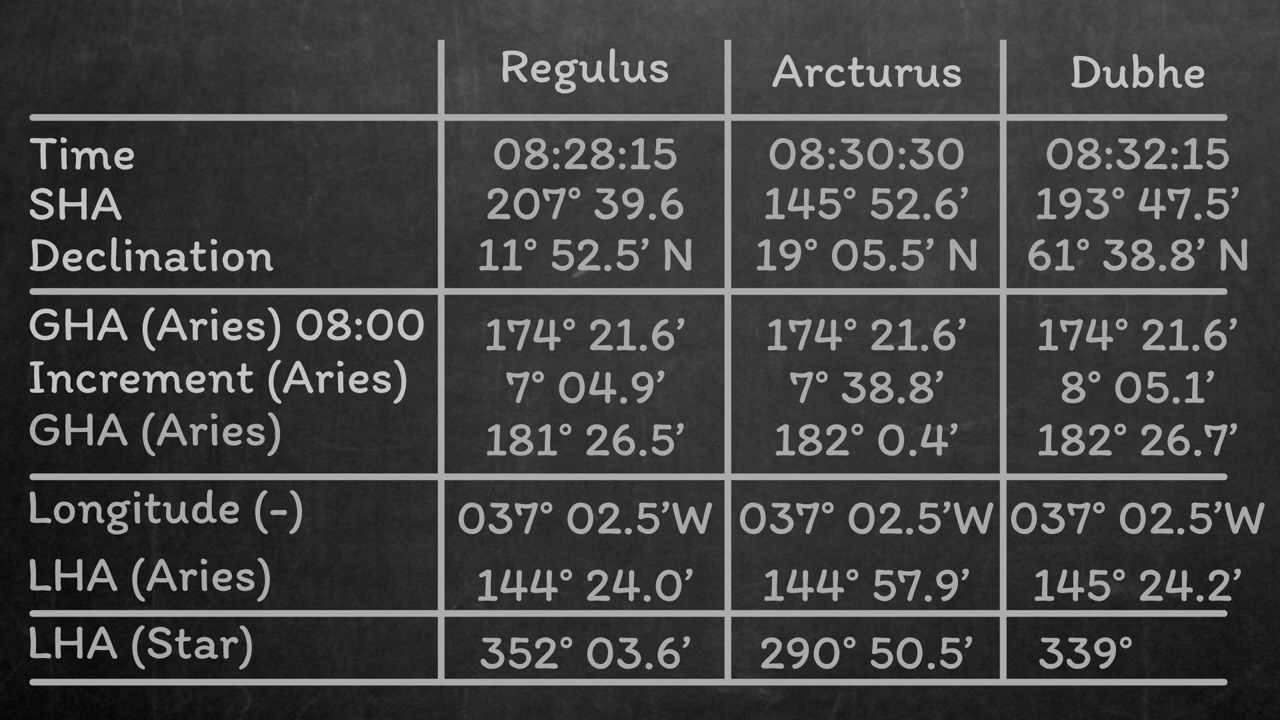 Regulus Arcturus Dubhe
Time 08:28:15 08:30:30 08:32:15
SHA 207° 39.6 145° 52.6’ 193° 47.5’
Declination 11° 52.5’ N 19° 05.5’ N 61° 38.8’ N
GHA (Aries) 08:00 174° 21.6’ 174° 21.6’ 174° 21.6’
Increment (Aries) 7° 04.9’ 7° 38.8’ 8° 05.1’
GHA (Aries) 181° 26.5’ 182° 0.4’ 182° 26.7’
Longitude (-) 037° 02.5’W 037° 02.5’W 037° 02.5’W
LHA (Aries) 144° 24.0’ 144° 57.9’ 145° 24.2’
LHA (Star) 352° 03.6’ 290° 50.5’ 339°